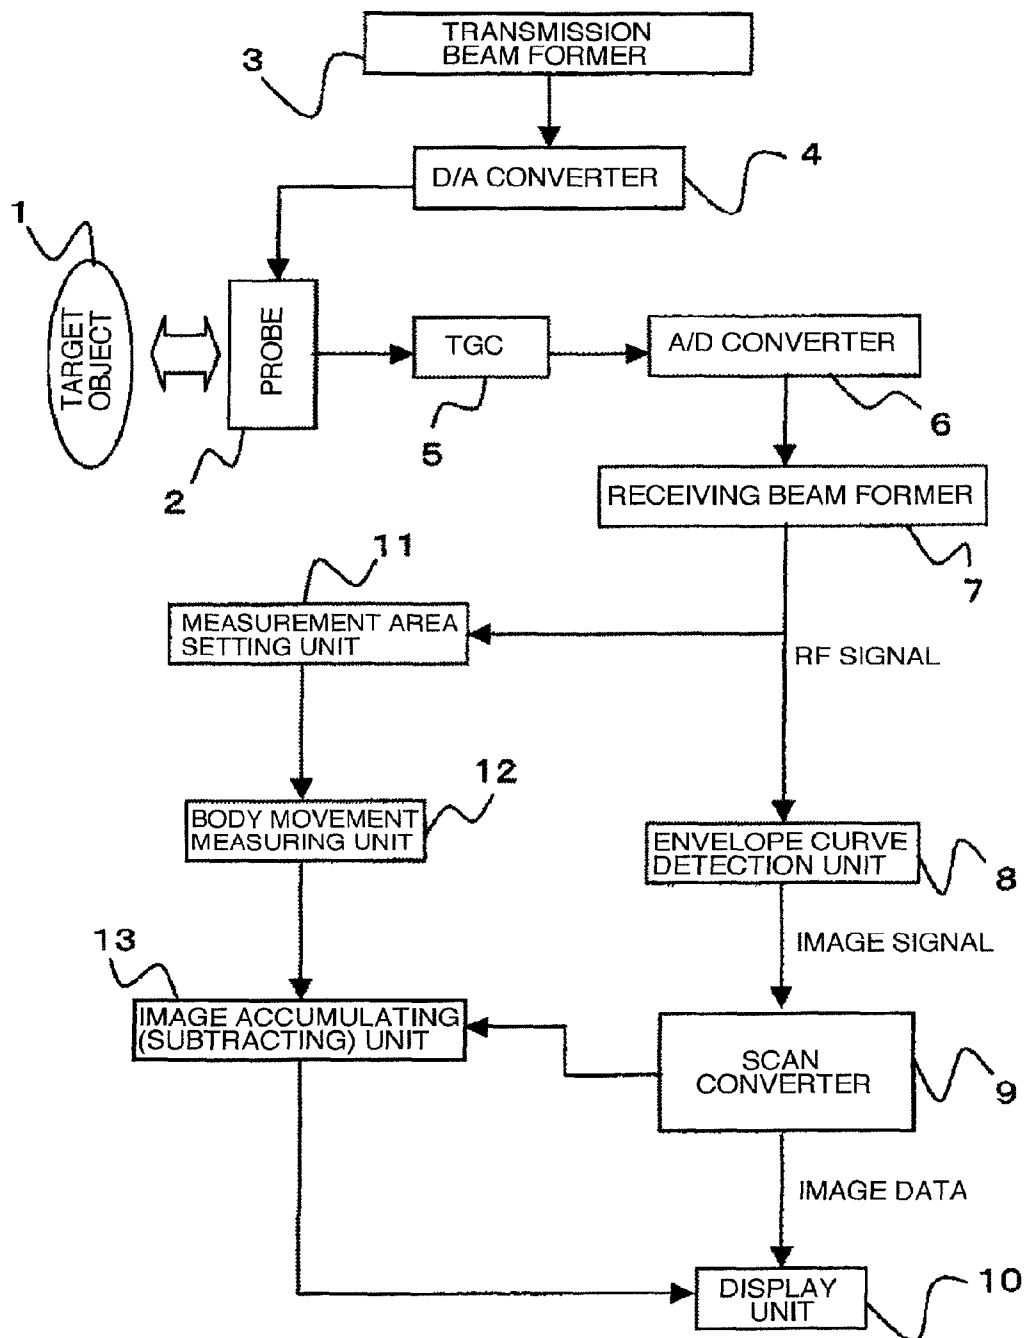 TRANSMISSION
BEAM FORMER
3
D/A CONVERTER
4
1
TARGET
OBJECT
PROBE
2
TGC
5
A/D CONVERTER
6
RECEIVING BEAM FORMER
7
11
MEASUREMENT AREA
SETTING UNIT
RF SIGNAL
12
BODY MOVEMENT
MEASURING UNIT
ENVELOPE CURVE
DETECTION UNIT
8
IMAGE SIGNAL
13
IMAGE ACCUMULATING
(SUBTRACTING) UNIT
SCAN
CONVERTER
9
IMAGE DATA
DISPLAY
UNIT
10